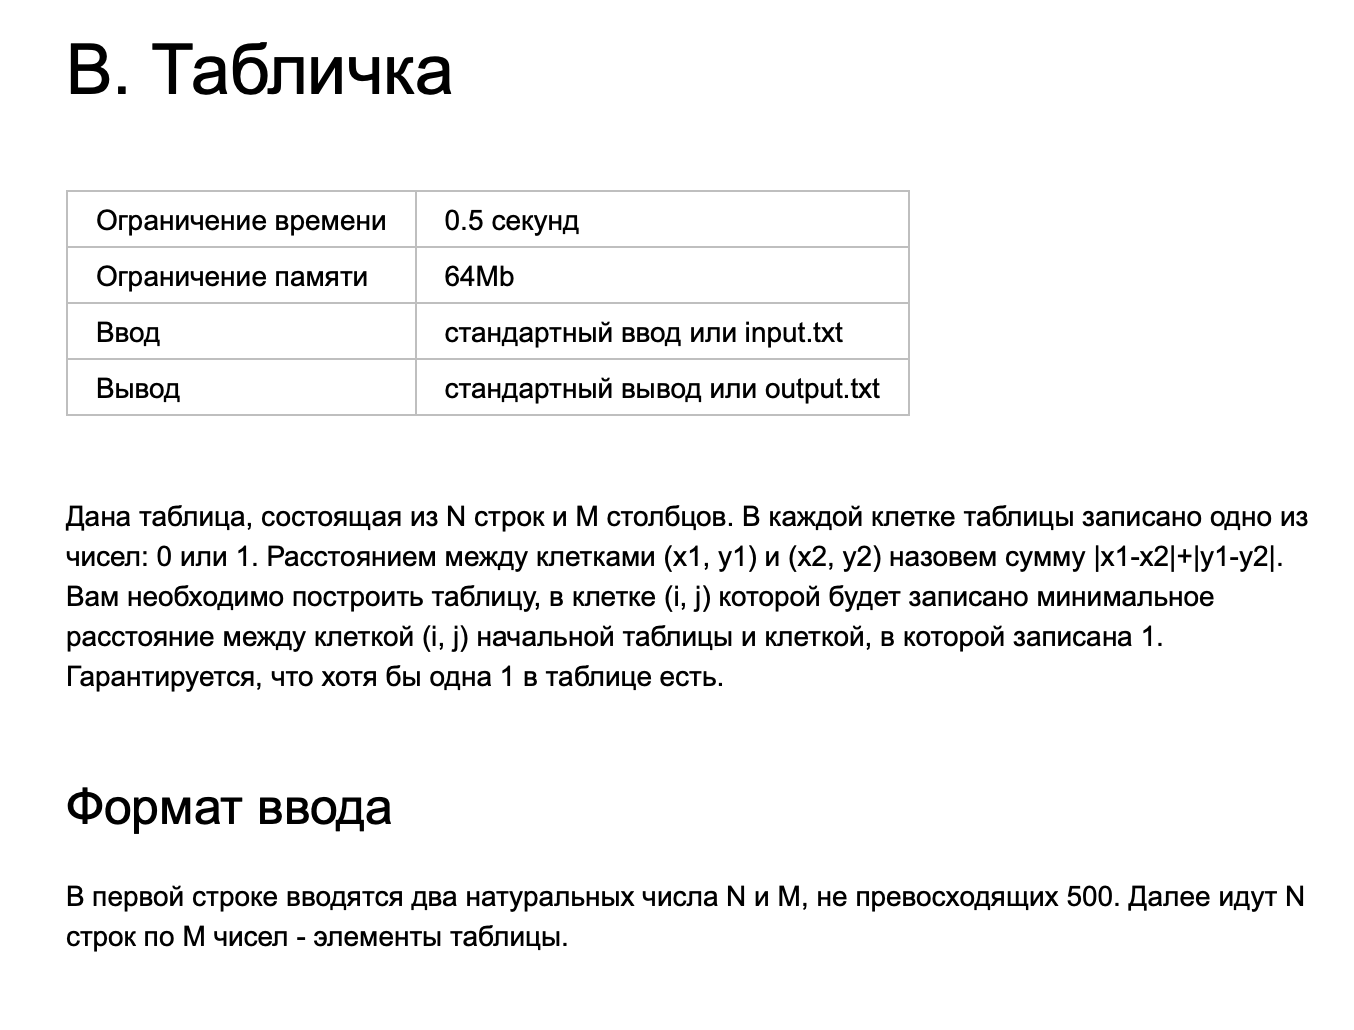 B. Табличка
Ограничение времени 0.5 секунд
Ограничение памяти 64Mb
Ввод стандартный ввод или input.txt
Вывод стандартный вывод или output.txt
Дана таблица, состоящая из N строк и M столбцов. В каждой клетке таблицы записано одно из
чисел: 0 или 1. Расстоянием между клетками (x1, y1) и (x2, y2) назовем сумму |x1-x2|+|y1-y2|.
Вам необходимо построить таблицу, в клетке (i, j) которой будет записано минимальное
расстояние между клеткой (i, j) начальной таблицы и клеткой, в которой записана 1.
Гарантируется, что хотя бы одна 1 в таблице есть.
Формат ввода
В первой строке вводятся два натуральных числа N и M, не превосходящих 500. Далее идут N
строк по M чисел - элементы таблицы.